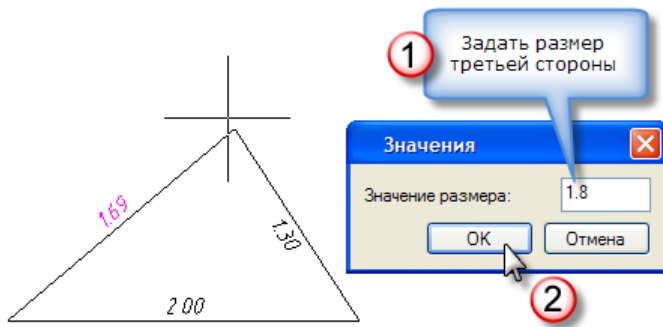 1
Задать размер
третьей стороны
Значения
Значение размера:
1.8
OK
Отмена
2
1.69
1.30
2.00